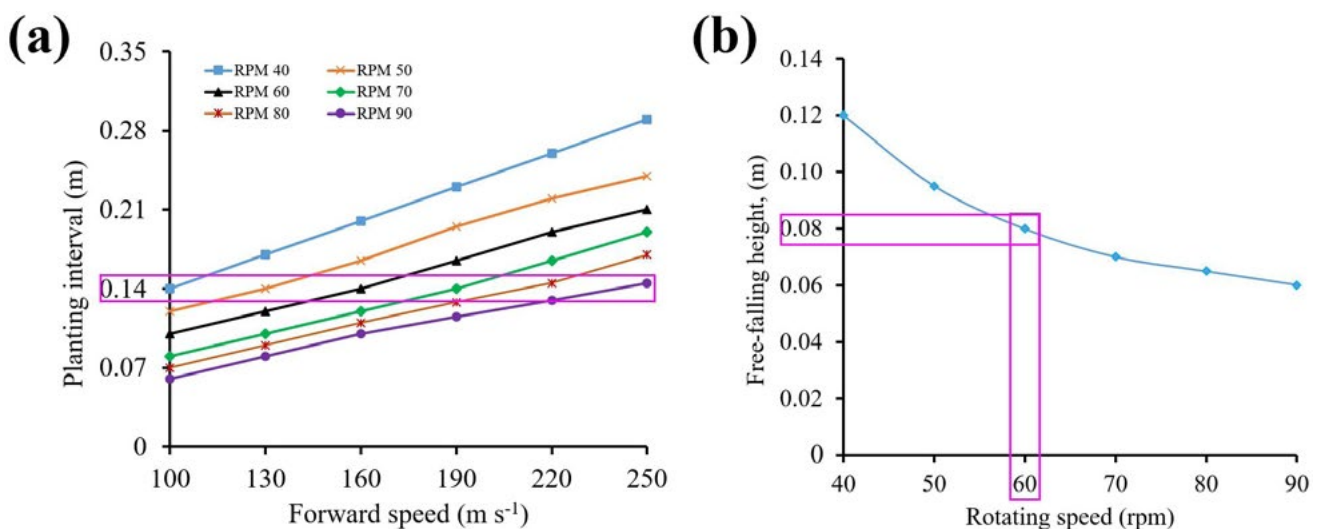 (a)
0.35
0.28
0.21
0.14
0.07
0
RPM 40 RPM 50
RPM 60 RPM 70
RPM 80 RPM 90
Planting interval (m)
100 130 160 190 220 250
Forward speed (m s⁻¹)
(b)
0.14
0.12
0.10
0.08
0.06
0.04
0.02
0
Free-falling height, (m)
40 50 60 70 80 90
Rotating speed (rpm)